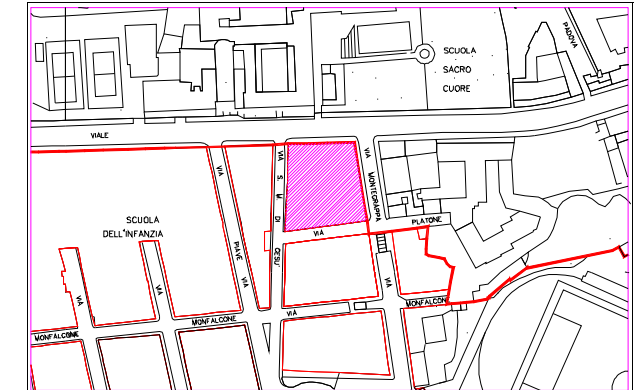 PADOVA
SCUOLA
SACRO
CUORE
VIALE
VIA
VIA S. M. DI GESU'
VIA
MONTEGRAPPA
SCUOLA
DELL'INFANZIA
PLATONE
VIA
PIAVE
VIA
VIA
VIA
VIA
MONFALCONE
VIA
MONFALCONE
MONFALCONE